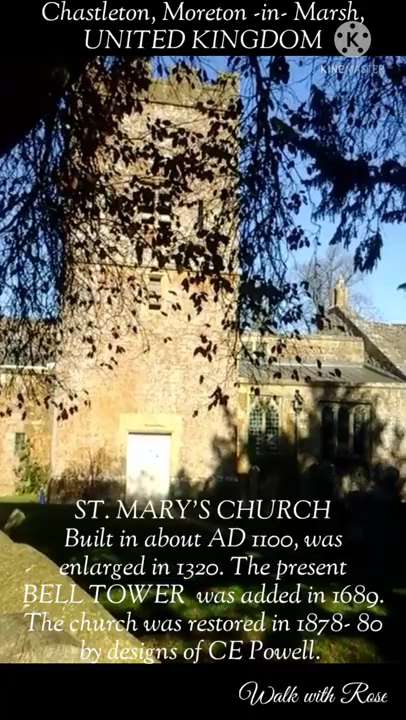 Chastleton, Moreton -in- Marsh,
UNITED KINGDOM
K
KINEMASTER
ST. MARY'S CHURCH
Built in about AD 1100, was
enlarged in 1320. The present
BELL TOWER was added in 1689.
The church was restored in 1878- 80
by designs of CE Powell.
Walk with Rose